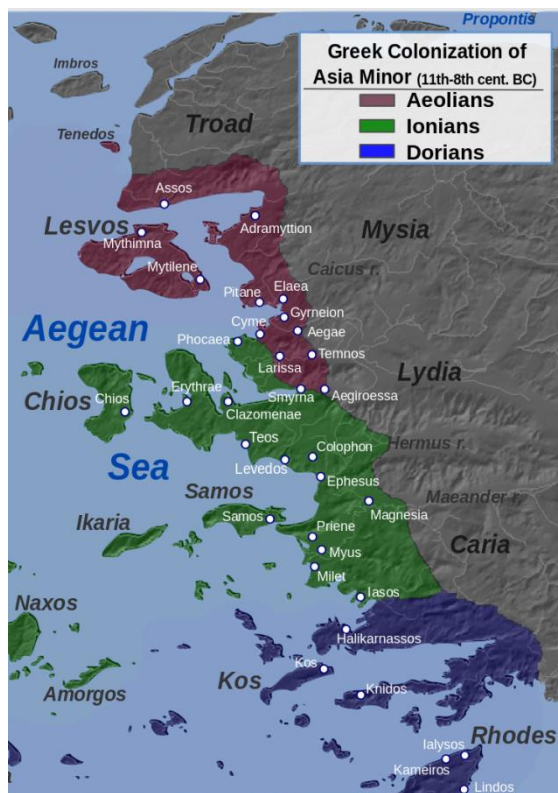 Propontis
Greek Colonization of
Asia Minor (11th-8th cent. BC)
Aeolians
Ionians
Dorians
Imbros
Troad
Tenedos
Assos
Lesvos
Adramyttion
Mysia
Mythimna
Mytilene
Caicus r.
Pitane
Elaea
Gyrneion
Aegean
Cyme
Aegae
Phocaea
Temnos
Larissa
Lydia
Smyrna
Aegiroessa
Chios
Chios
Erythrae
Clazomenae
Teos
Hermus r.
Colophon
Levedos
Sea
Ephesus
Samos
Maeander r.
Magnesia
Samos
Ikaria
Priene
Caria
Myus
Milet
Iasos
Naxos
Halikarnassos
Kos
Kos
Amorgos
Knidos
Rhodes
Ialysos
Kameiros
a
Lindos